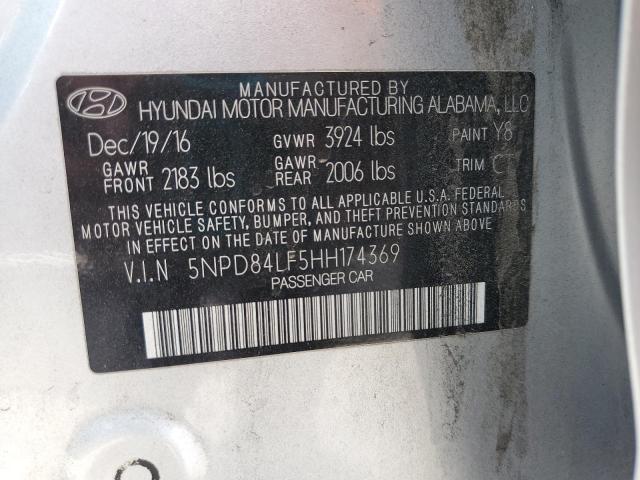 MANUFACTURED BY
HYUNDAI MOTOR MANUFACTURING ALABAMA, LLC
Dec/19/16 GVWR 3924 lbs PAINT Y8
GAWR FRONT 2183 lbs GAWR REAR 2006 lbs TRIM CT
THIS VEHICLE CONFORMS TO ALL APPLICABLE U.S.A. FEDERAL
MOTOR VEHICLE SAFETY, BUMPER, AND THEFT PREVENTION STANDARDS
IN EFFECT ON THE DATE OF MANUFACTURE SHOWN ABOVE.
V.I.N 5NPD84LF5HH174369
PASSENGER CAR